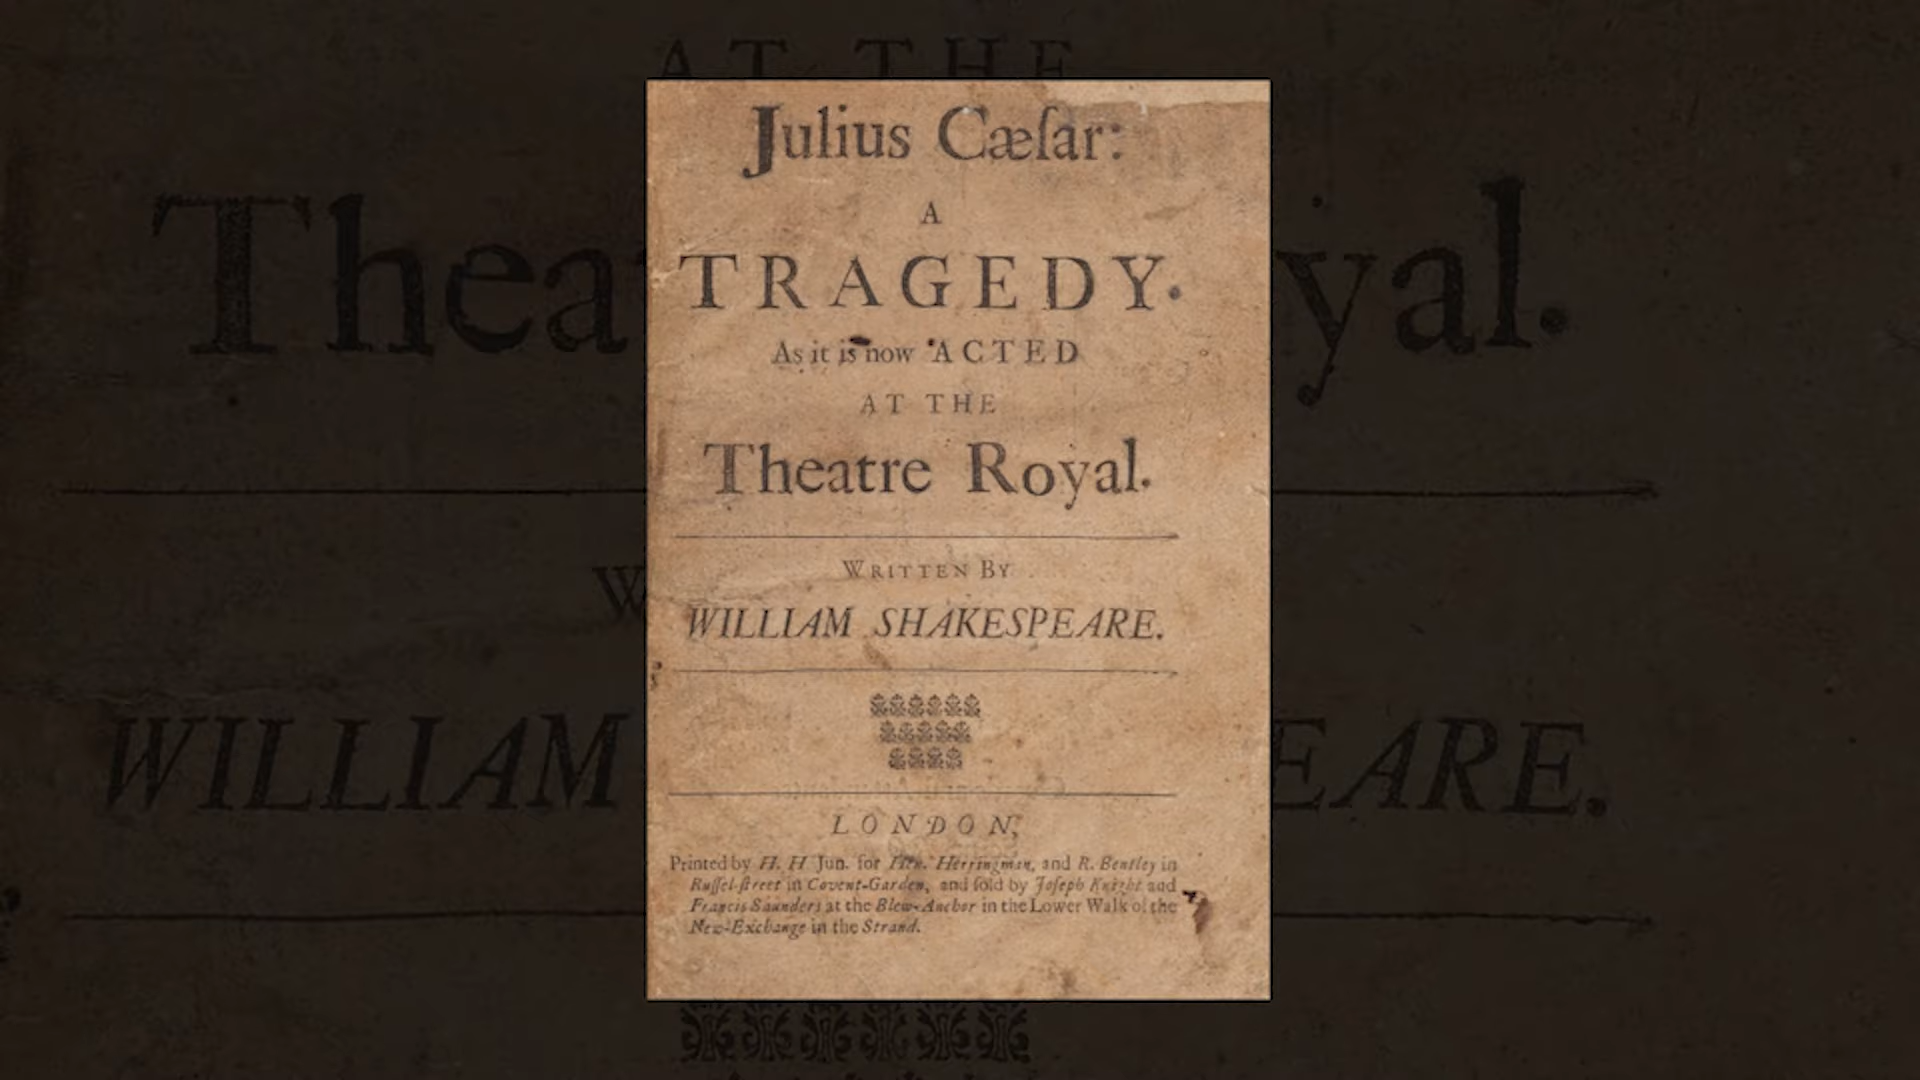 Julius Cæſar:
A
TRAGEDY.
As it is now ACTED
AT THE
Theatre Royal.
WRITTEN BY
WILLIAM SHAKESPEARE.
LONDON,
Printed by H. H Jun. for Hen. Herringman, and R. Bentley in
Ruſſel-ſtreet in Covent-Garden, and ſold by Joſeph Knight and
Francis Saunders at the Blew-Anchor in the Lower Walk of the
New-Exchange in the Strand.